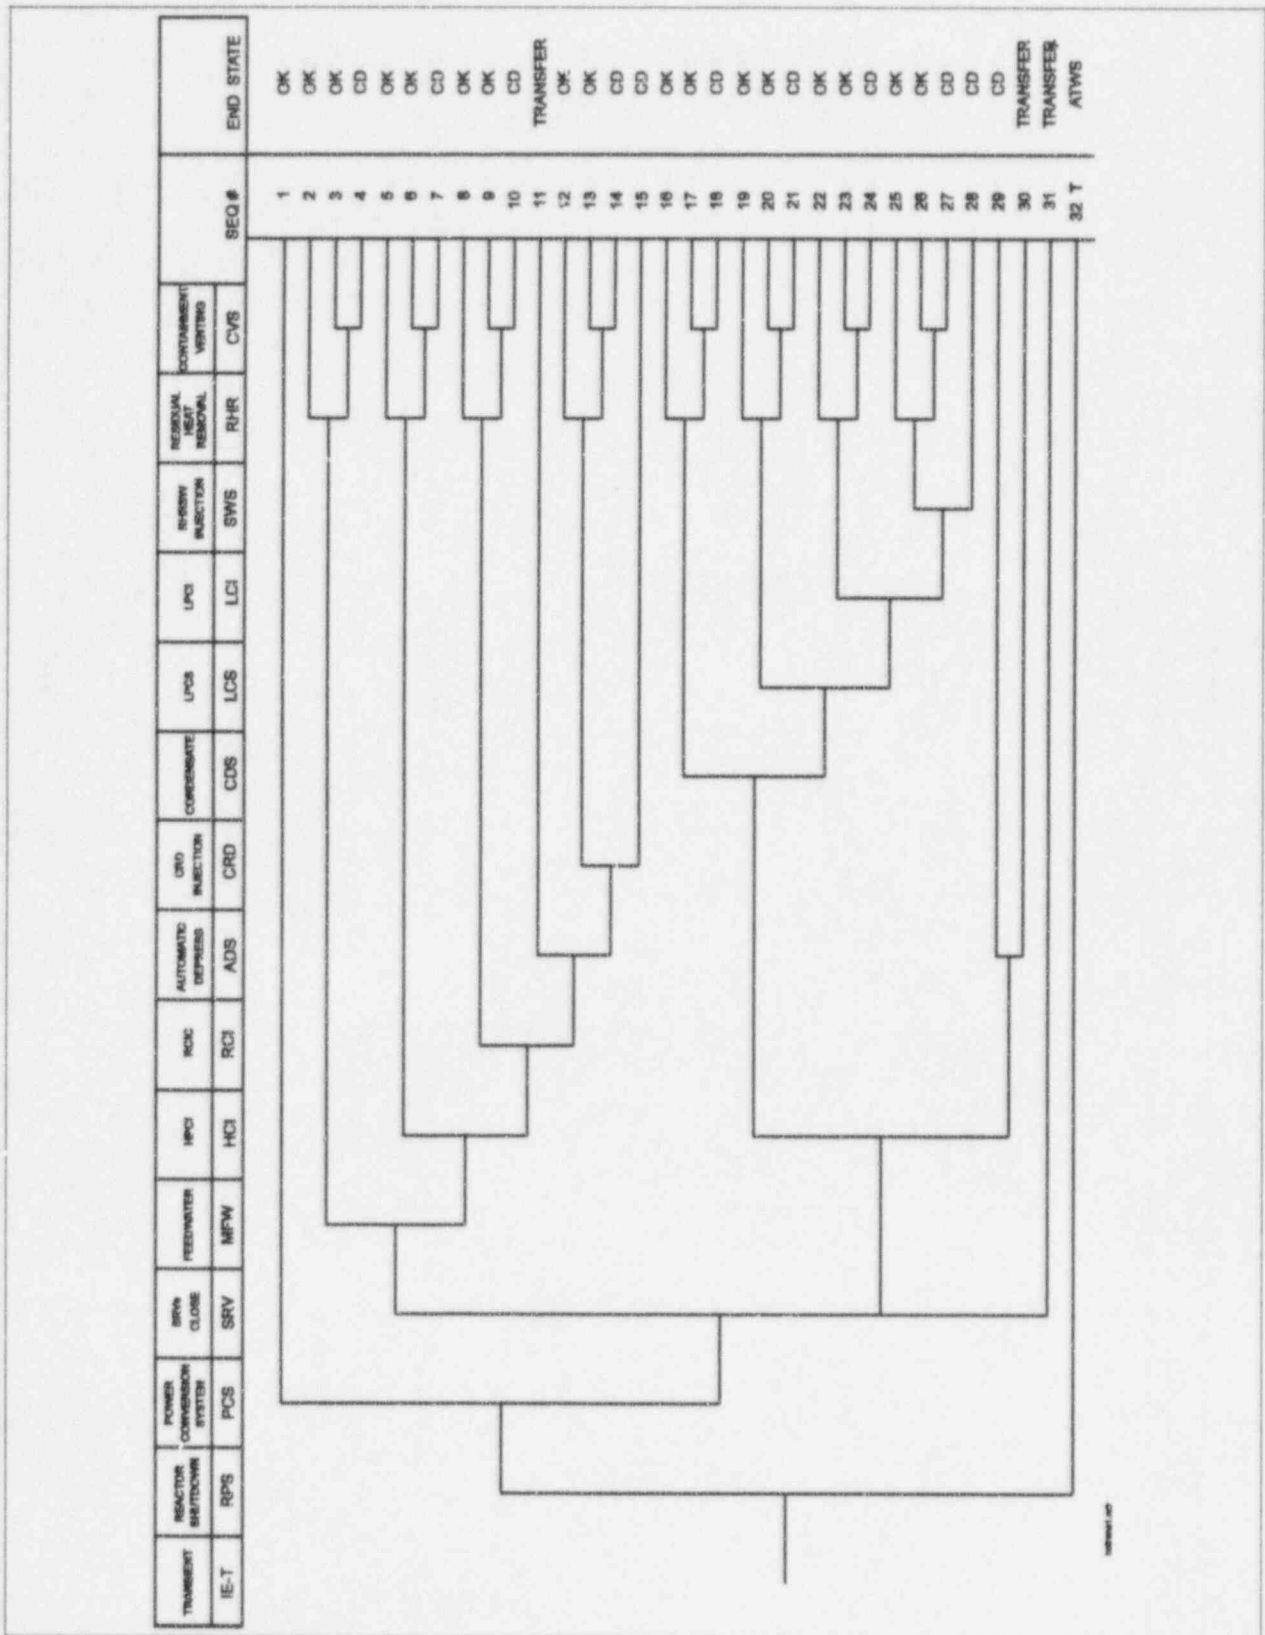 TRANSIENT
REACTOR
SHUTDOWN
POWER
CONVERSION
SYSTEM
SRVs
CLOSE
FEEDWATER
HPCI
RCIC
AUTOMATIC
DEPRESS
CRD
INJECTION
CONDENSATE
LPCS
LPCI
RHRSW
INJECTION
RESIDUAL
HEAT
REMOVAL
CONTAINMENT
VENTING
IE-T
RPS
PCS
SRV
MFW
HCI
RCI
ADS
CRD
CDS
LCS
LCI
SWS
RHR
CVS
SEQ #
END STATE
1 OK
2 OK
3 OK
4 CD
5 OK
6 OK
7 CD
8 OK
9 OK
10 CD
11 TRANSFER
12 OK
13 OK
14 CD
15 CD
16 OK
17 OK
18 CD
19 OK
20 OK
21 CD
22 OK
23 OK
24 CD
25 OK
26 OK
27 CD
28 CD
29 CD
30 TRANSFER
31 TRANSFER
32 T ATWS